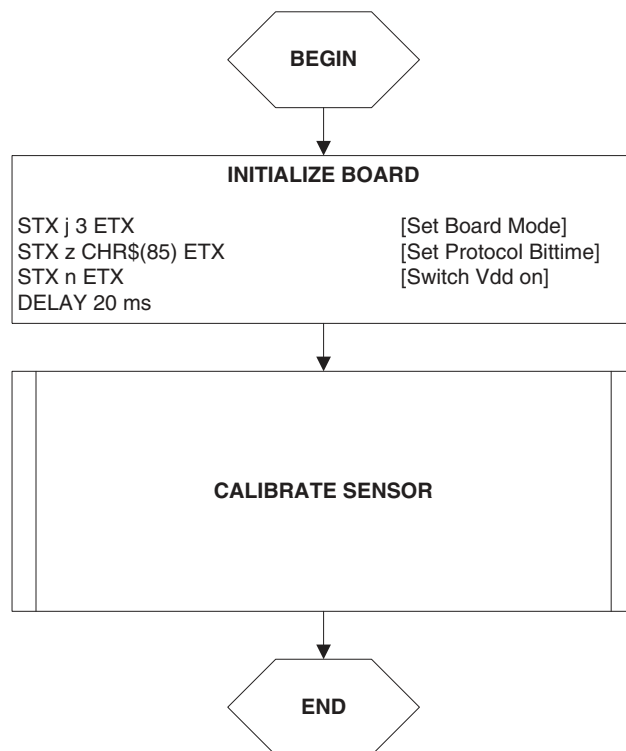 BEGIN
INITIALIZE BOARD
STX j 3 ETX [Set Board Mode]
STX z CHR$(85) ETX [Set Protocol Bittime]
STX n ETX [Switch Vdd on]
DELAY 20 ms
CALIBRATE SENSOR
END